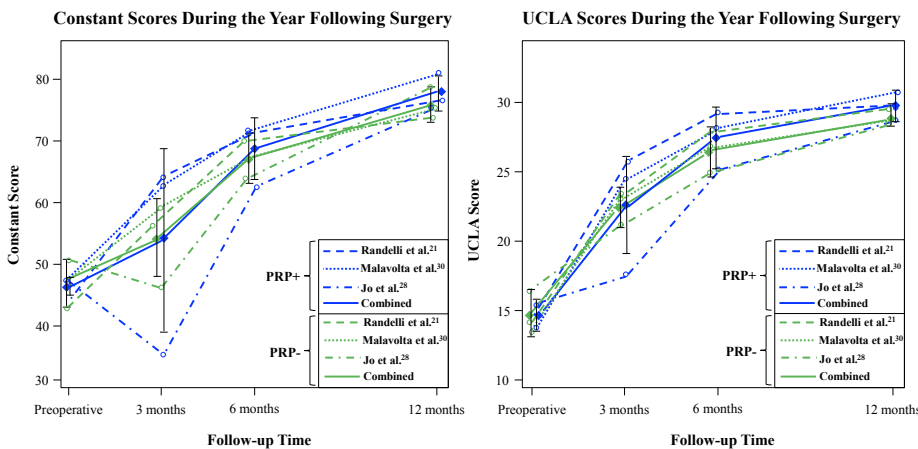 Constant Scores During the Year Following Surgery
Constant Score
80
70
60
50
40
30
Preoperative
3 months
6 months
12 months
Follow-up Time
PRP+
Randelli et al.21
Malavolta et al.30
Jo et al.28
Combined
PRP-
Randelli et al.21
Malavolta et al.30
Jo et al.28
Combined
UCLA Scores During the Year Following Surgery
UCLA Score
30
25
20
15
10
Preoperative
3 months
6 months
12 months
Follow-up Time
PRP+
Randelli et al.21
Malavolta et al.30
Jo et al.28
Combined
PRP-
Randelli et al.21
Malavolta et al.30
Jo et al.28
Combined